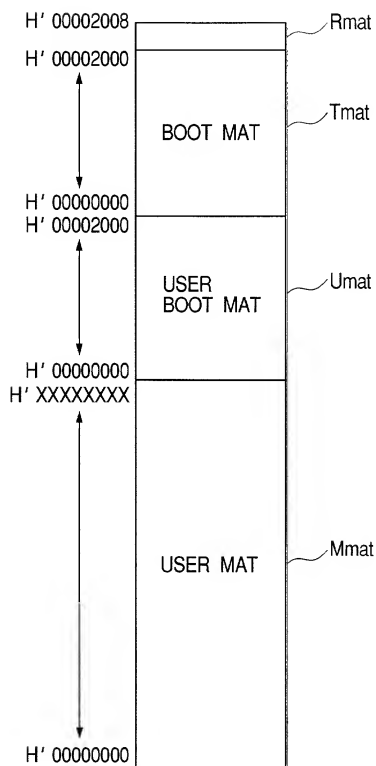 H' 00002008
Rmat
H' 00002000
Tmat
BOOT MAT
H' 00000000
H' 00002000
USER
BOOT MAT
Umat
H' 00000000
H' XXXXXXXX
USER MAT
Mmat
H' 00000000